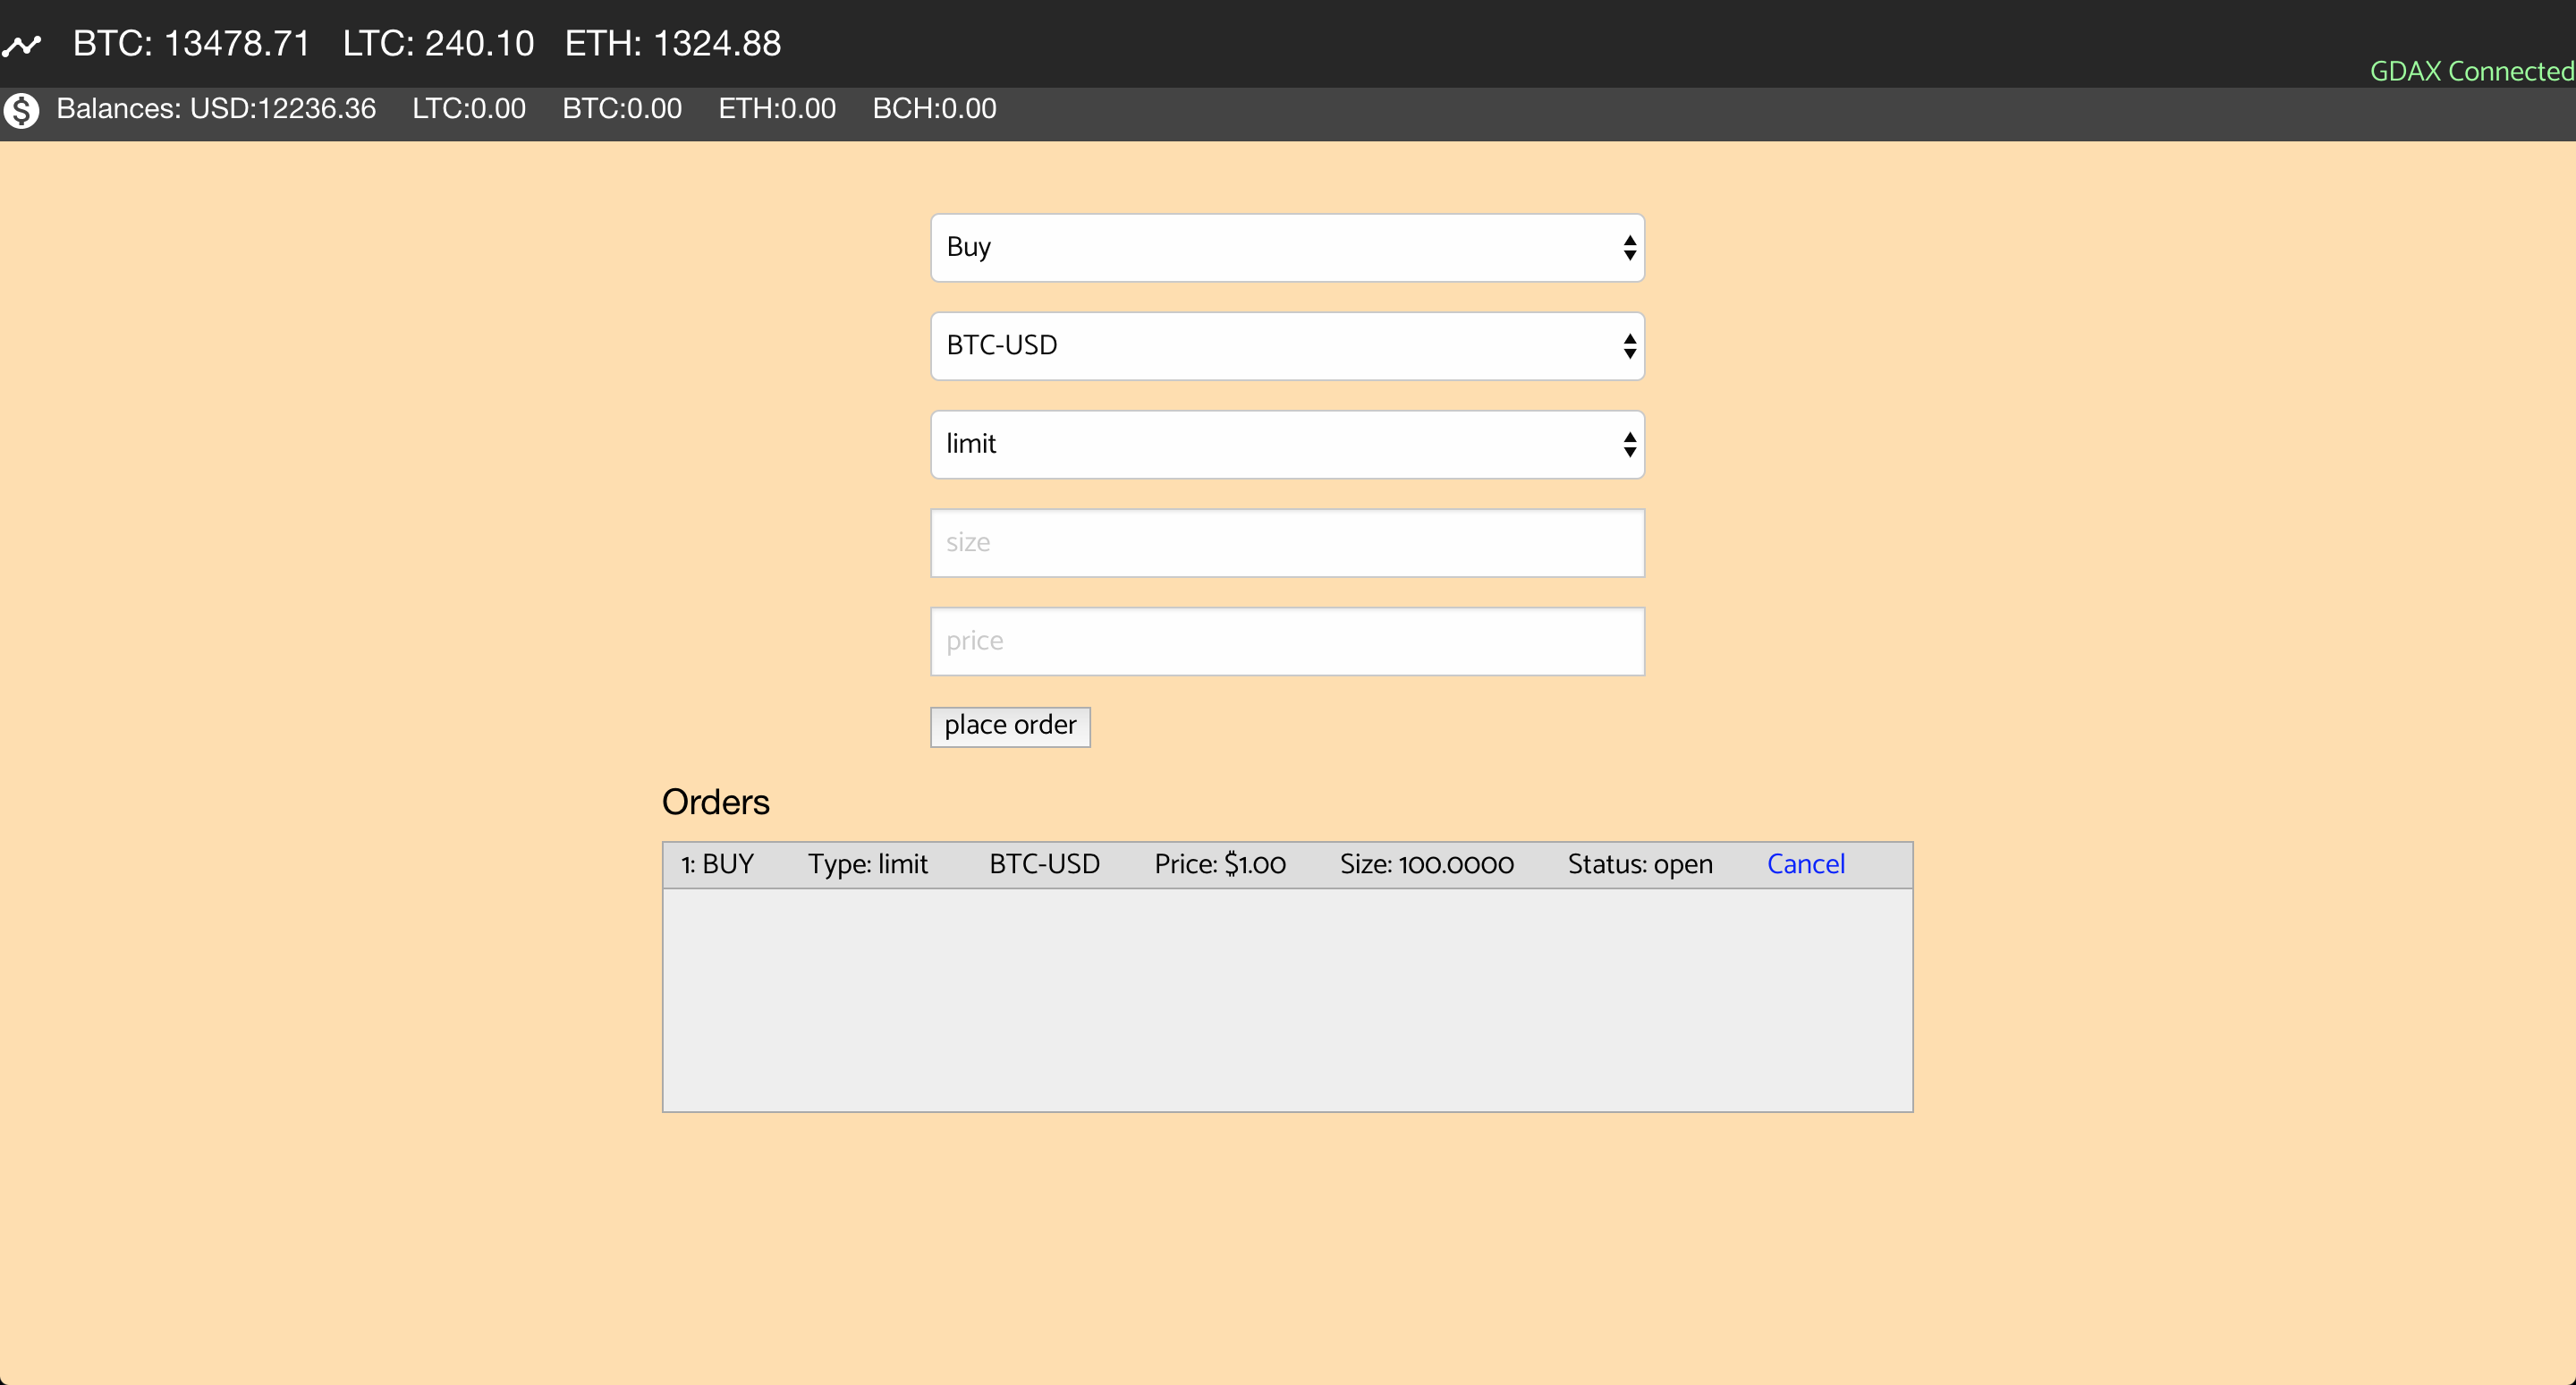 BTC: 13478.71 LTC: 240.10 ETH: 1324.88
GDAX Connected
Balances: USD:12236.36 LTC:0.00 BTC:0.00 ETH:0.00 BCH:0.00
Buy
BTC-USD
limit
size
price
place order
Orders
1: BUY Type: limit BTC-USD Price: $1.00 Size: 100.0000 Status: open Cancel